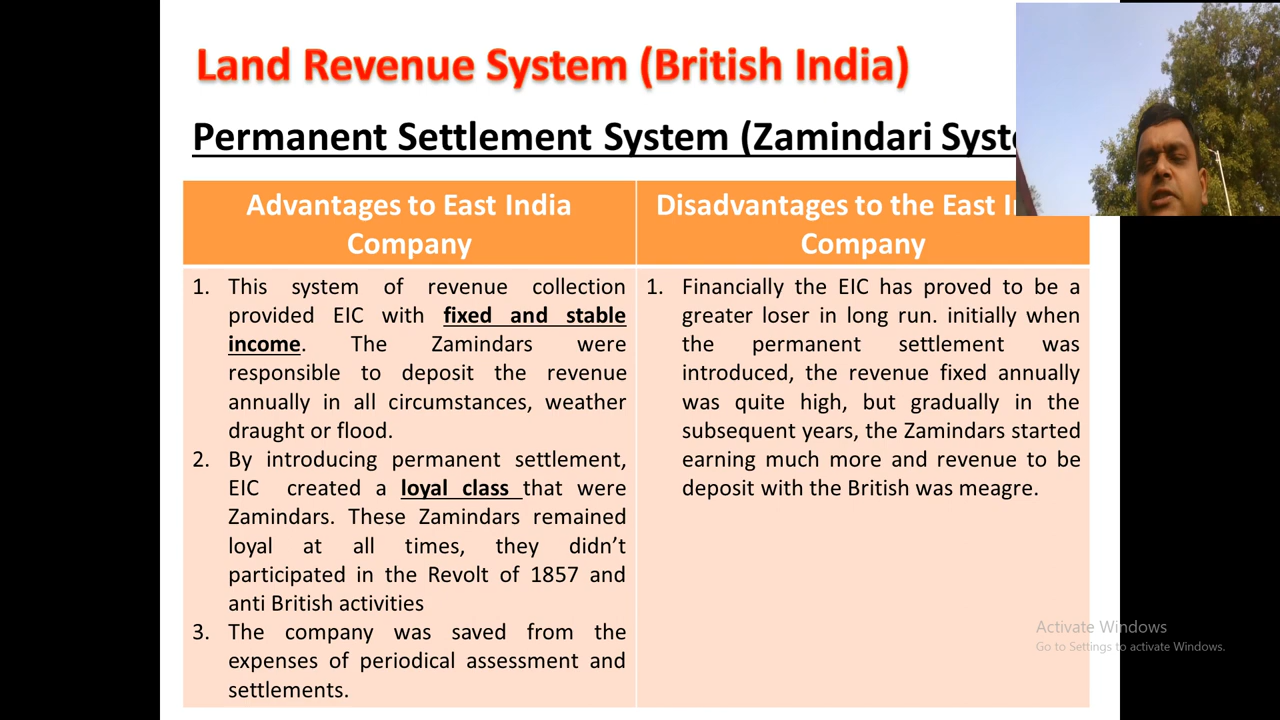 Land Revenue System (British India)
Permanent Settlement System (Zamindari
Advantages to East India
Company
Disadvantages to the East
Company
1. This system of revenue collection
provided EIC with fixed and stable
income. The Zamindars were
responsible to deposit the revenue
annually in all circumstances, weather
draught or flood.
2. By introducing permanent settlement,
EIC created a loyal class that were
Zamindars. These Zamindars remained
loyal at all times, they didn’t
participated in the Revolt of 1857 and
anti British activities
3. The company was saved from the
expenses of periodical assessment and
settlements.
1. Financially the EIC has proved to be a
greater loser in long run. initially when
the permanent settlement was
introduced, the revenue fixed annually
was quite high, but gradually in the
subsequent years, the Zamindars started
earning much more and revenue to be
deposit with the British was meagre.
Activate Windows
Go to Settings to activate Windows.